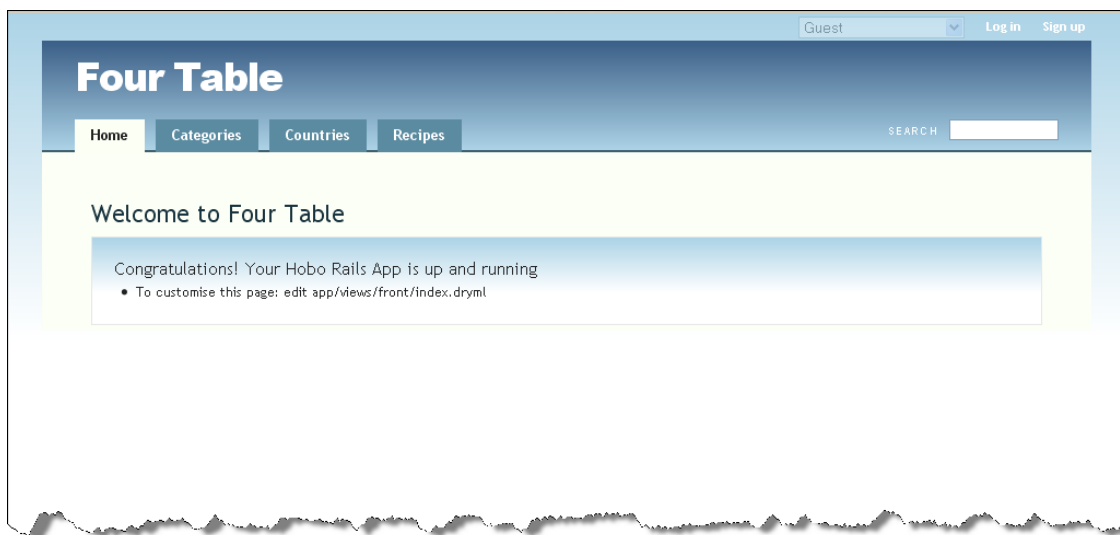 Guest Log in Sign up
Four Table
Home Categories Countries Recipes SEARCH
Welcome to Four Table
Congratulations! Your Hobo Rails App is up and running
• To customise this page: edit app/views/front/index.dryml